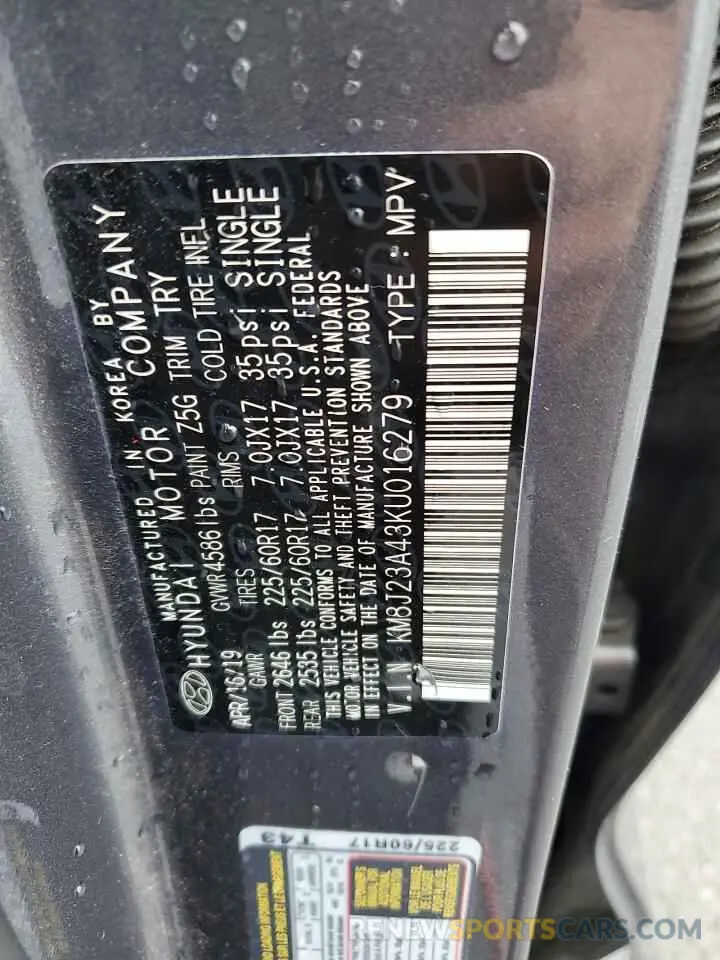 MANUFACTURED IN KOREA BY
HYUNDAI MOTOR COMPANY
APR/16/19 GVWR4586lbs PAINT Z5G TRIM TRY
GAWR TIRES RIMS COLD TIRE INFL
FRONT 2646 lbs 225/60R17 7.0JX17 35psi SINGLE
REAR 2535 lbs 225/60R17 7.0JX17 35psi SINGLE
THIS VEHICLE CONFORMS TO ALL APPLICABLE U.S.A. FEDERAL
MOTOR VEHICLE SAFETY AND THEFT PREVENTION STANDARDS
IN EFFECT ON THE DATE OF MANUFACTURE SHOWN ABOVE.
V.I.N : KM8J23A43KU016279 TYPE : MPV
T43
225/60R17
RENEWSPORTSCARS.COM